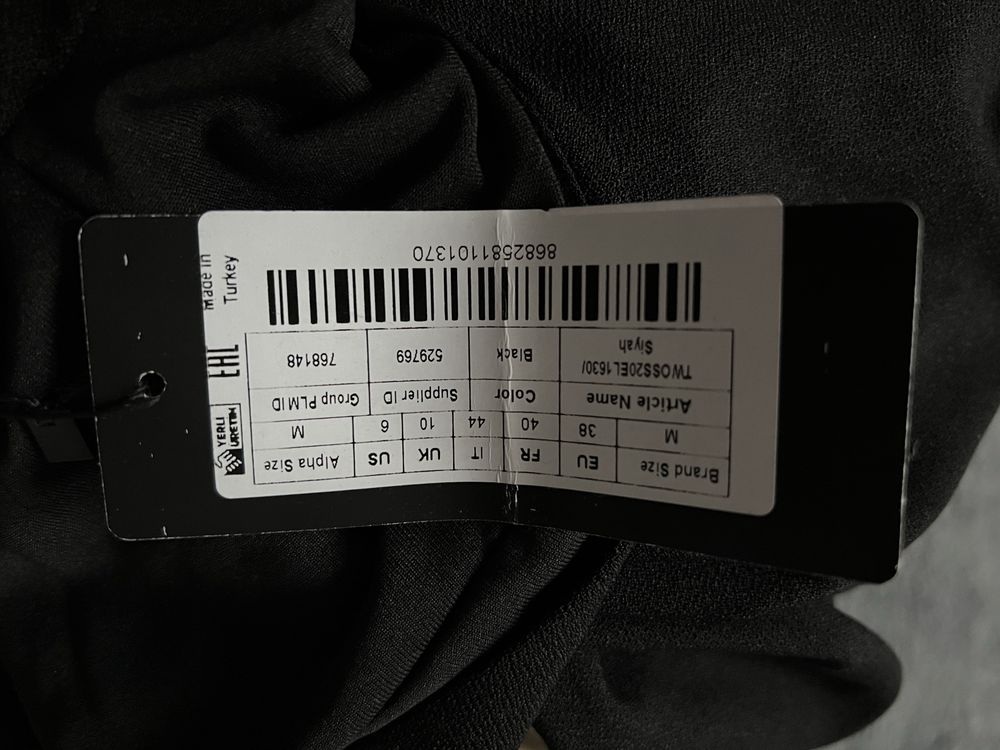 Brand Size EU FR IT UK US Alpha Size
M 38 40 44 10 6 M
Article Name Color Supplier ID Group PLM ID
TWOSS20EL1630/ Black 529769 768148
Siyah
8682581101370
YERLİ
ÜRETİM
EAC
Made in
Turkey